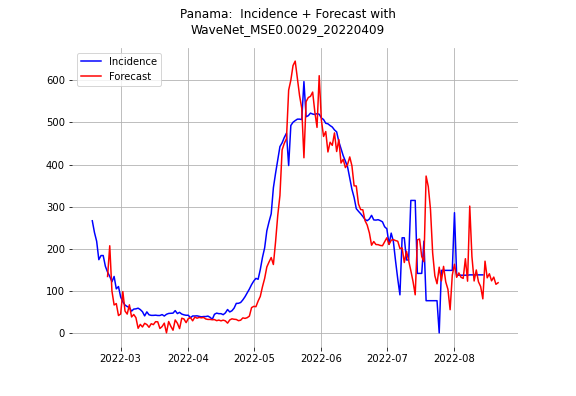 Panama:  Incidence + Forecast with
WaveNet_MSE0.0029_20220409
Incidence
Forecast
600
500
400
300
200
100
0
2022-03 2022-04 2022-05 2022-06 2022-07 2022-08